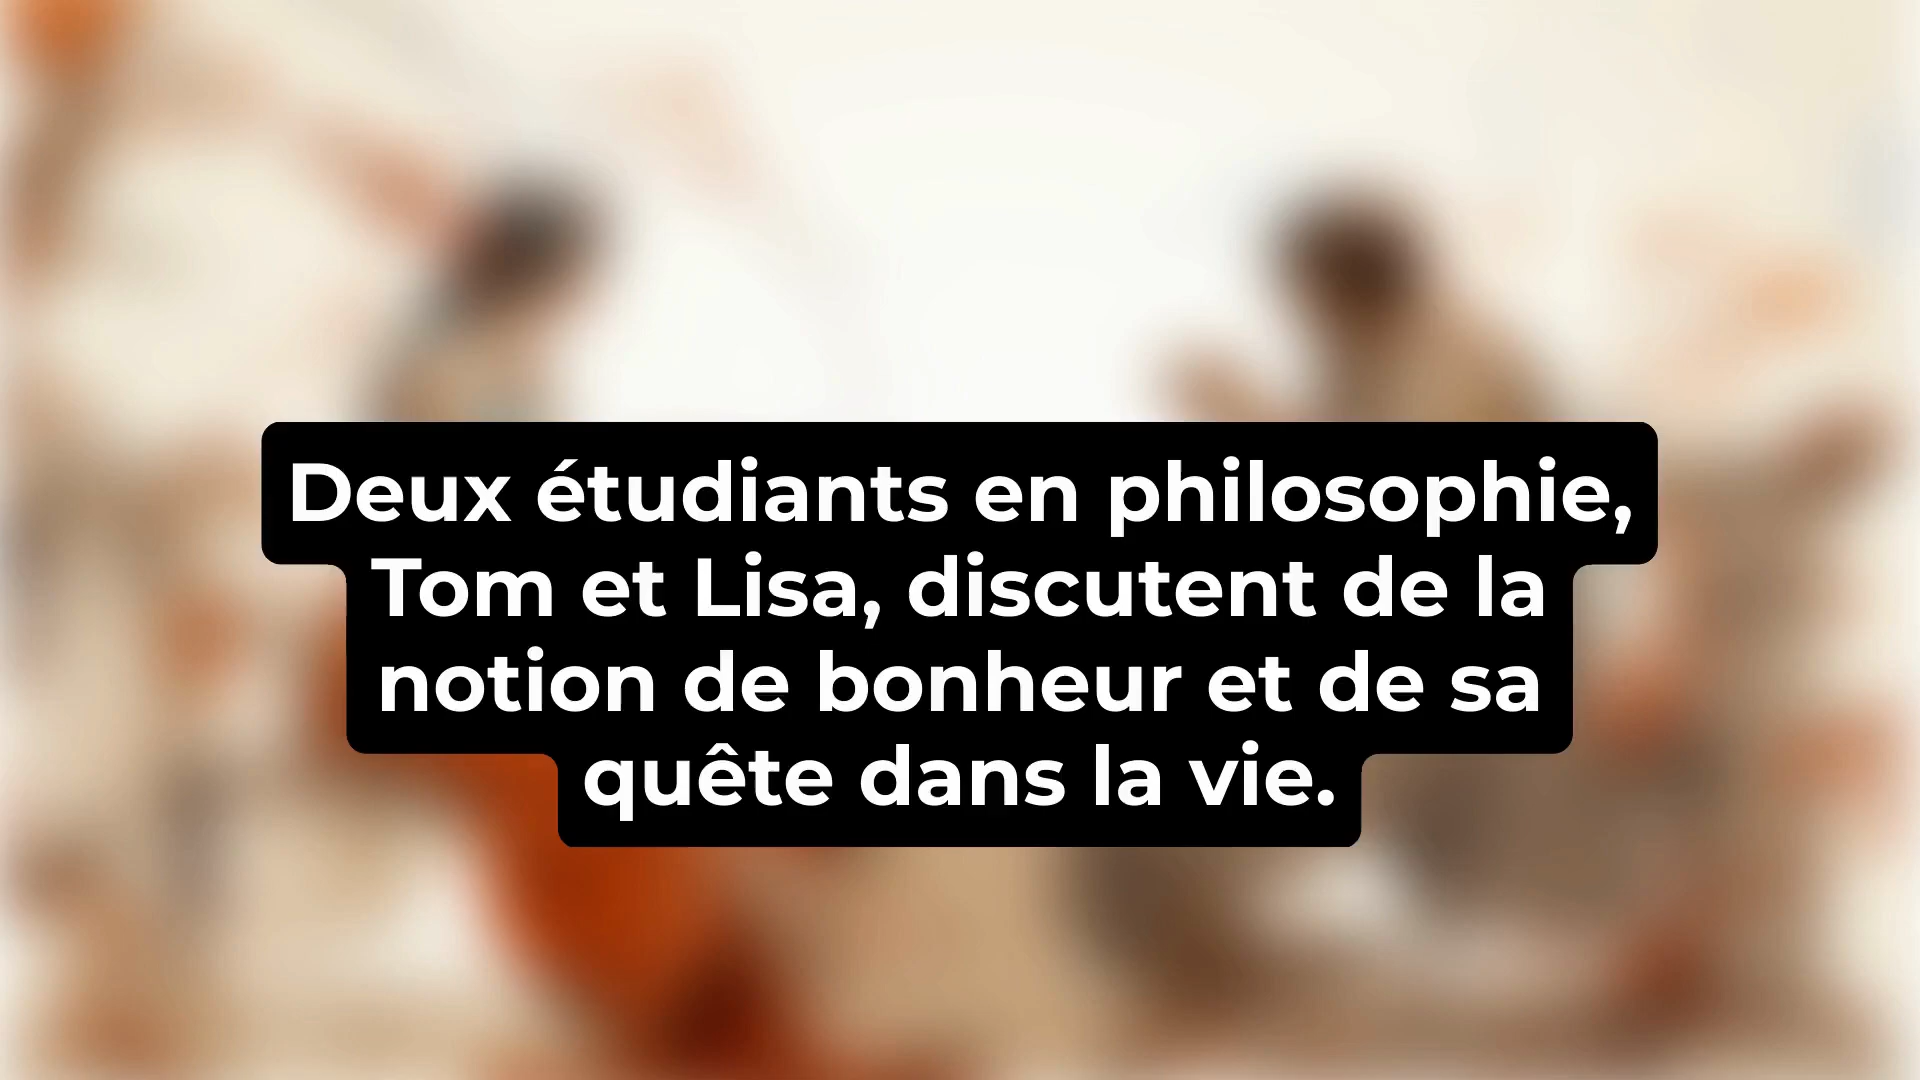 Deux étudiants en philosophie,
Tom et Lisa, discutent de la
notion de bonheur et de sa
quête dans la vie.